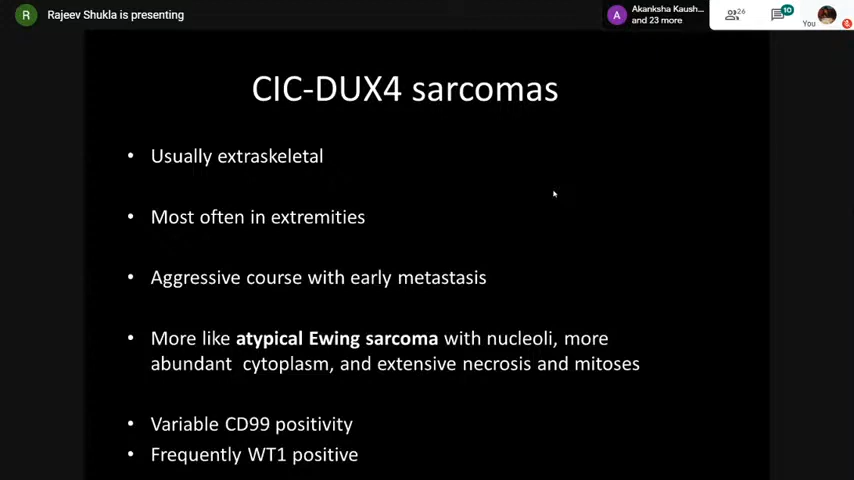 R Rajeev Shukla is presenting
A Akanksha Kaush...
and 23 more
26
10
You
CIC-DUX4 sarcomas
• Usually extraskeletal
• Most often in extremities
• Aggressive course with early metastasis
• More like atypical Ewing sarcoma with nucleoli, more
abundant cytoplasm, and extensive necrosis and mitoses
• Variable CD99 positivity
• Frequently WT1 positive